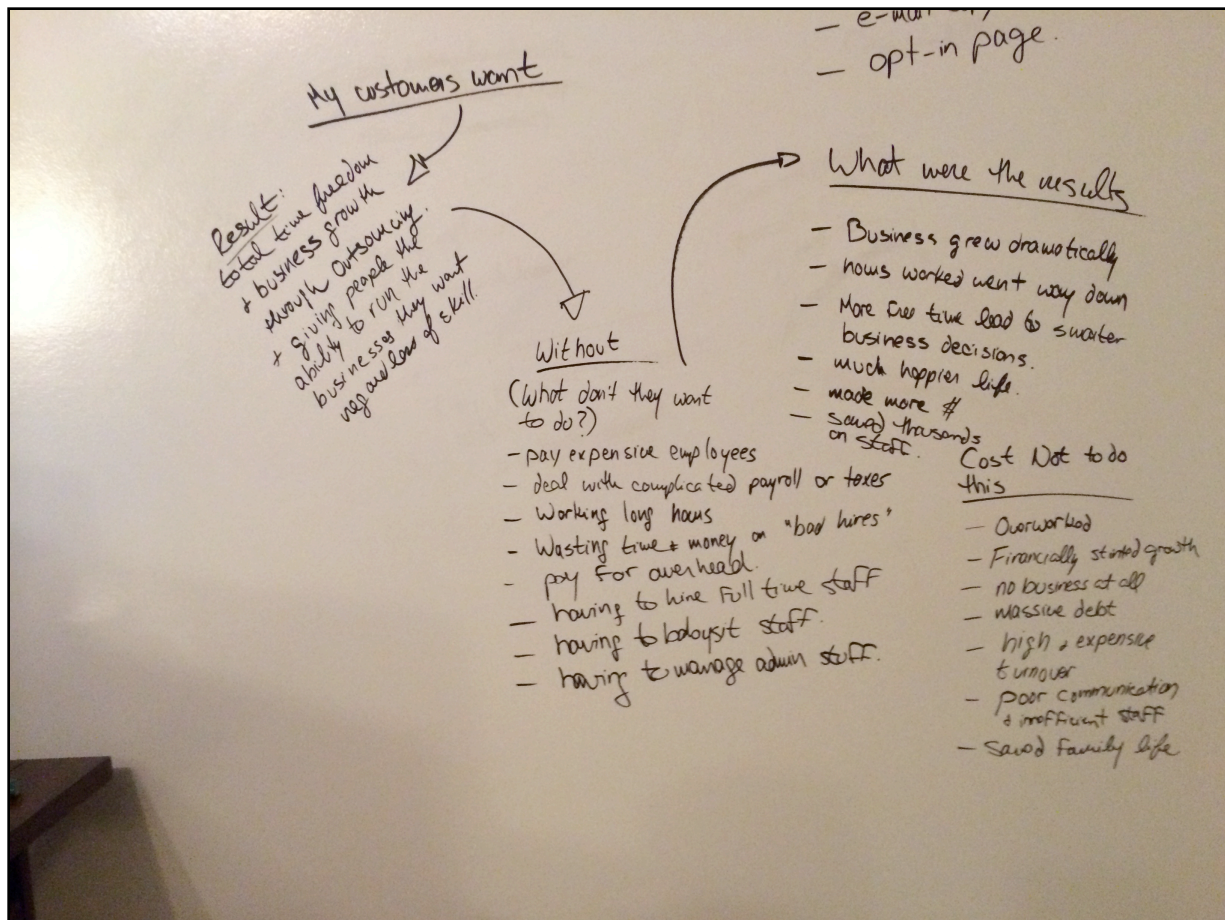 — e-mail
— opt-in page.
My customers want
Result:
total time freedom
+ business growth
through outsourcing.
+ giving people the
ability to run the
businesses they want
regardless of skill.
Without
(What don't they want
to do?)
- pay expensive employees
- deal with complicated payroll or taxes
- Working long hours
- Wasting time + money on "bad hires"
- pay for overhead.
- having to hire full time staff
- having to babysit staff.
- having to manage admin stuff.
What were the results
- Business grew dramatically
- hours worked went way down
- More free time lead to smarter
business decisions.
- much happier life.
- made more $
- saved thousands
on staff.
Cost Not to do
this
- Overworked
- Financially stunted growth
- no business at all
- massive debt
- high + expensive
turnover
- poor communication
+ inefficient staff
- saved family life